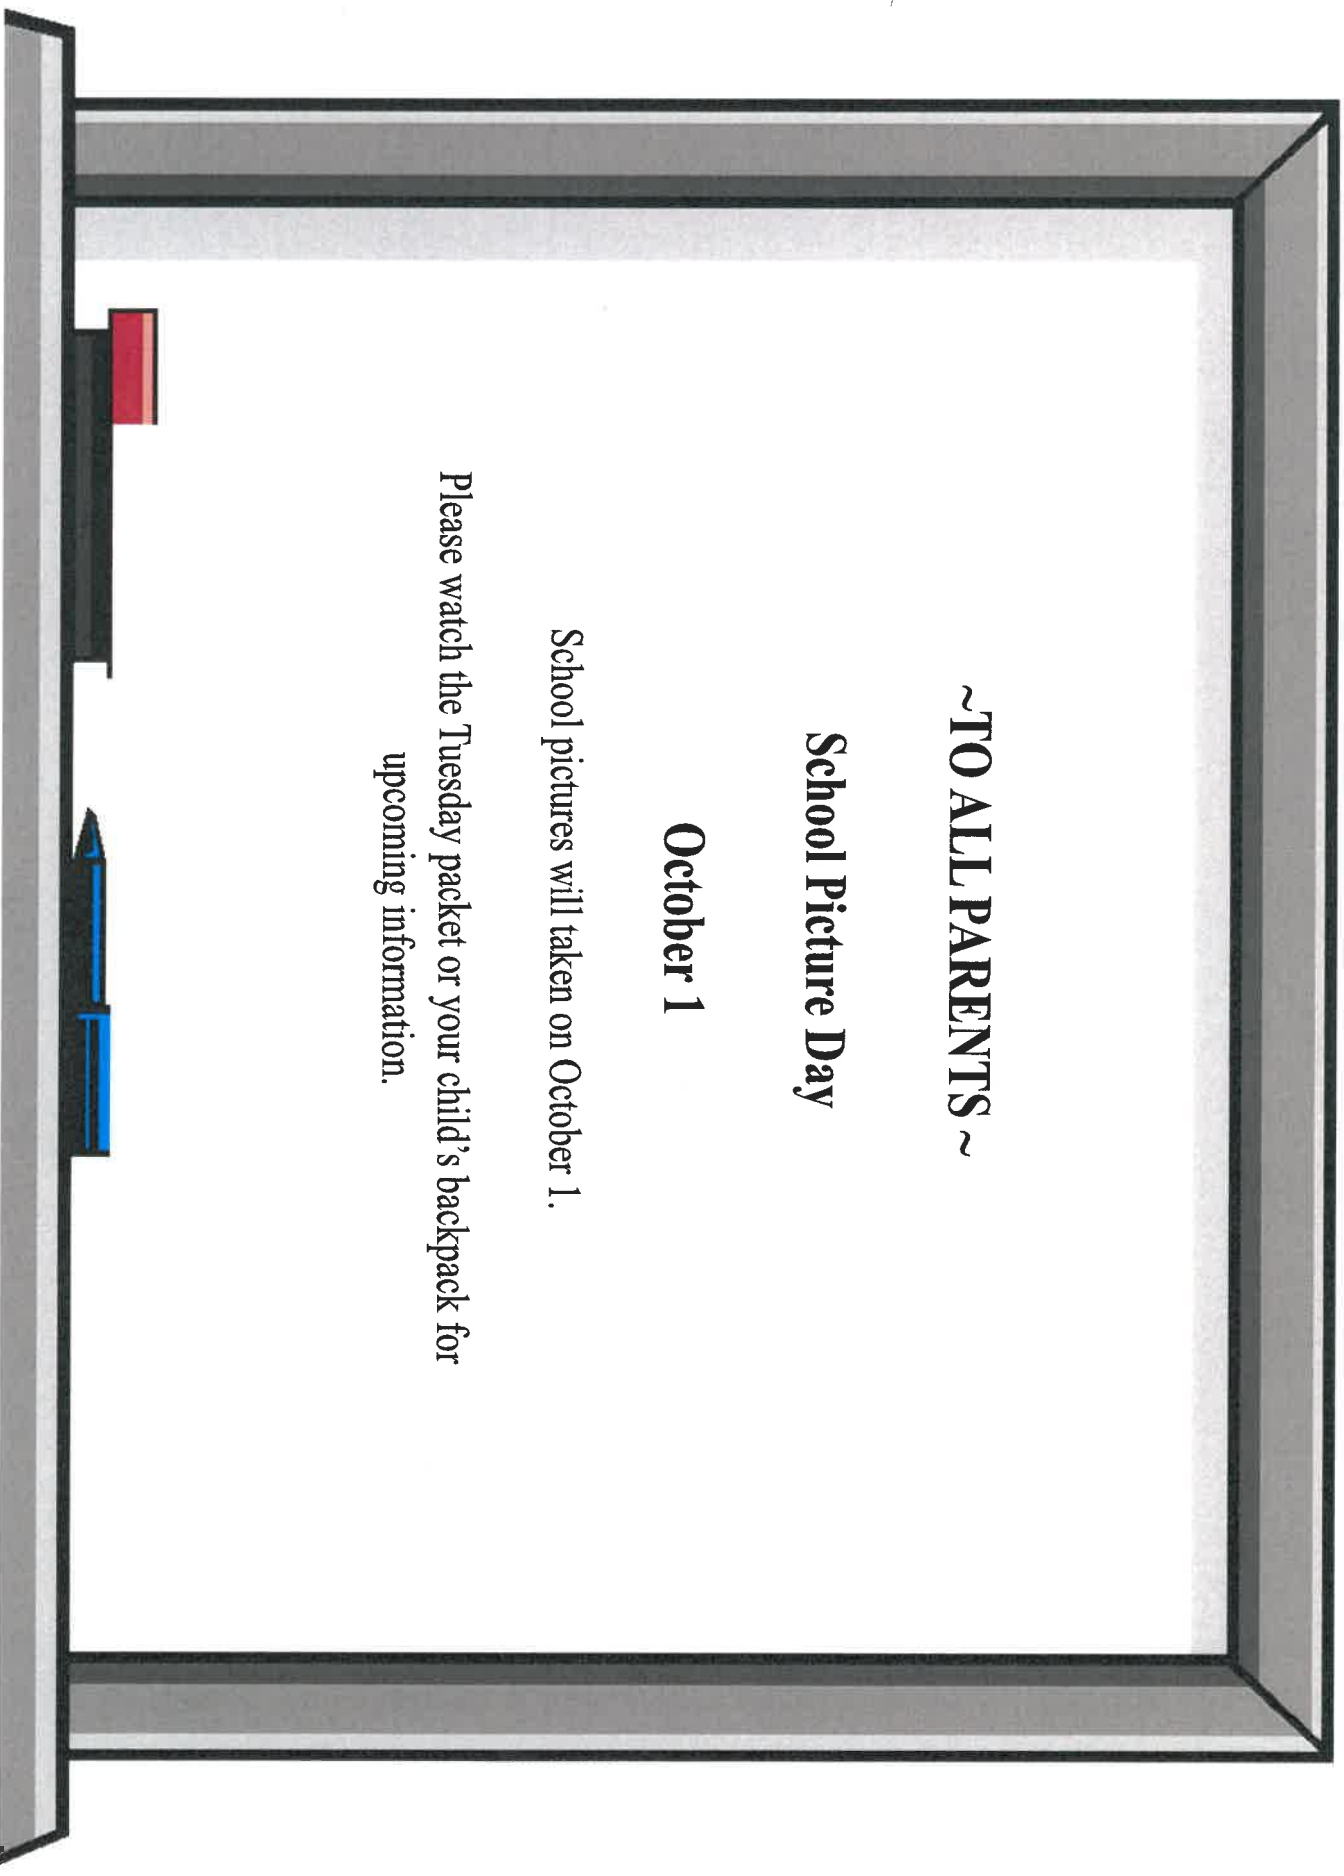 ~TO ALL PARENTS~
School Picture Day
October 1
School pictures will taken on October 1.
Please watch the Tuesday packet or your child's backpack for
upcoming information.